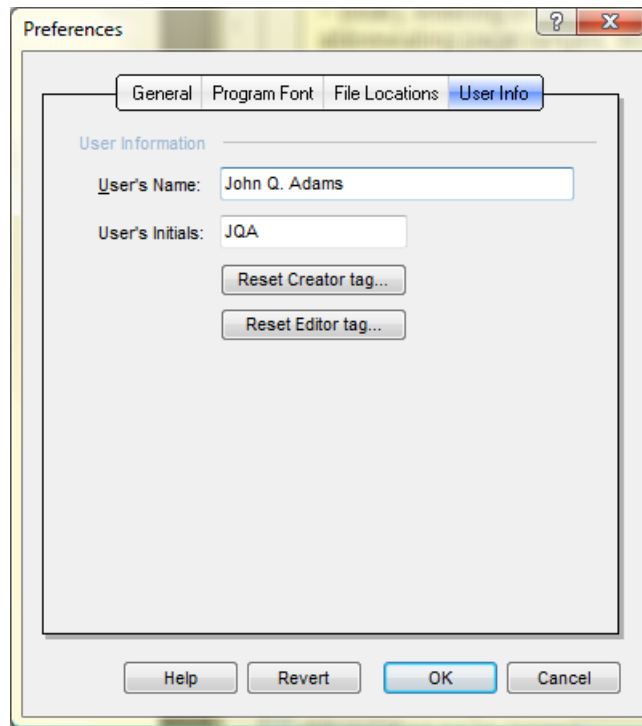 Preferences
?
X
General Program Font File Locations User Info
User Information
User's Name: John Q. Adams
User's Initials: JQA
Reset Creator tag...
Reset Editor tag...
Help Revert OK Cancel